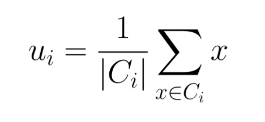 u_i = \frac{1}{|C_i|} \sum_{x \in C_i} x